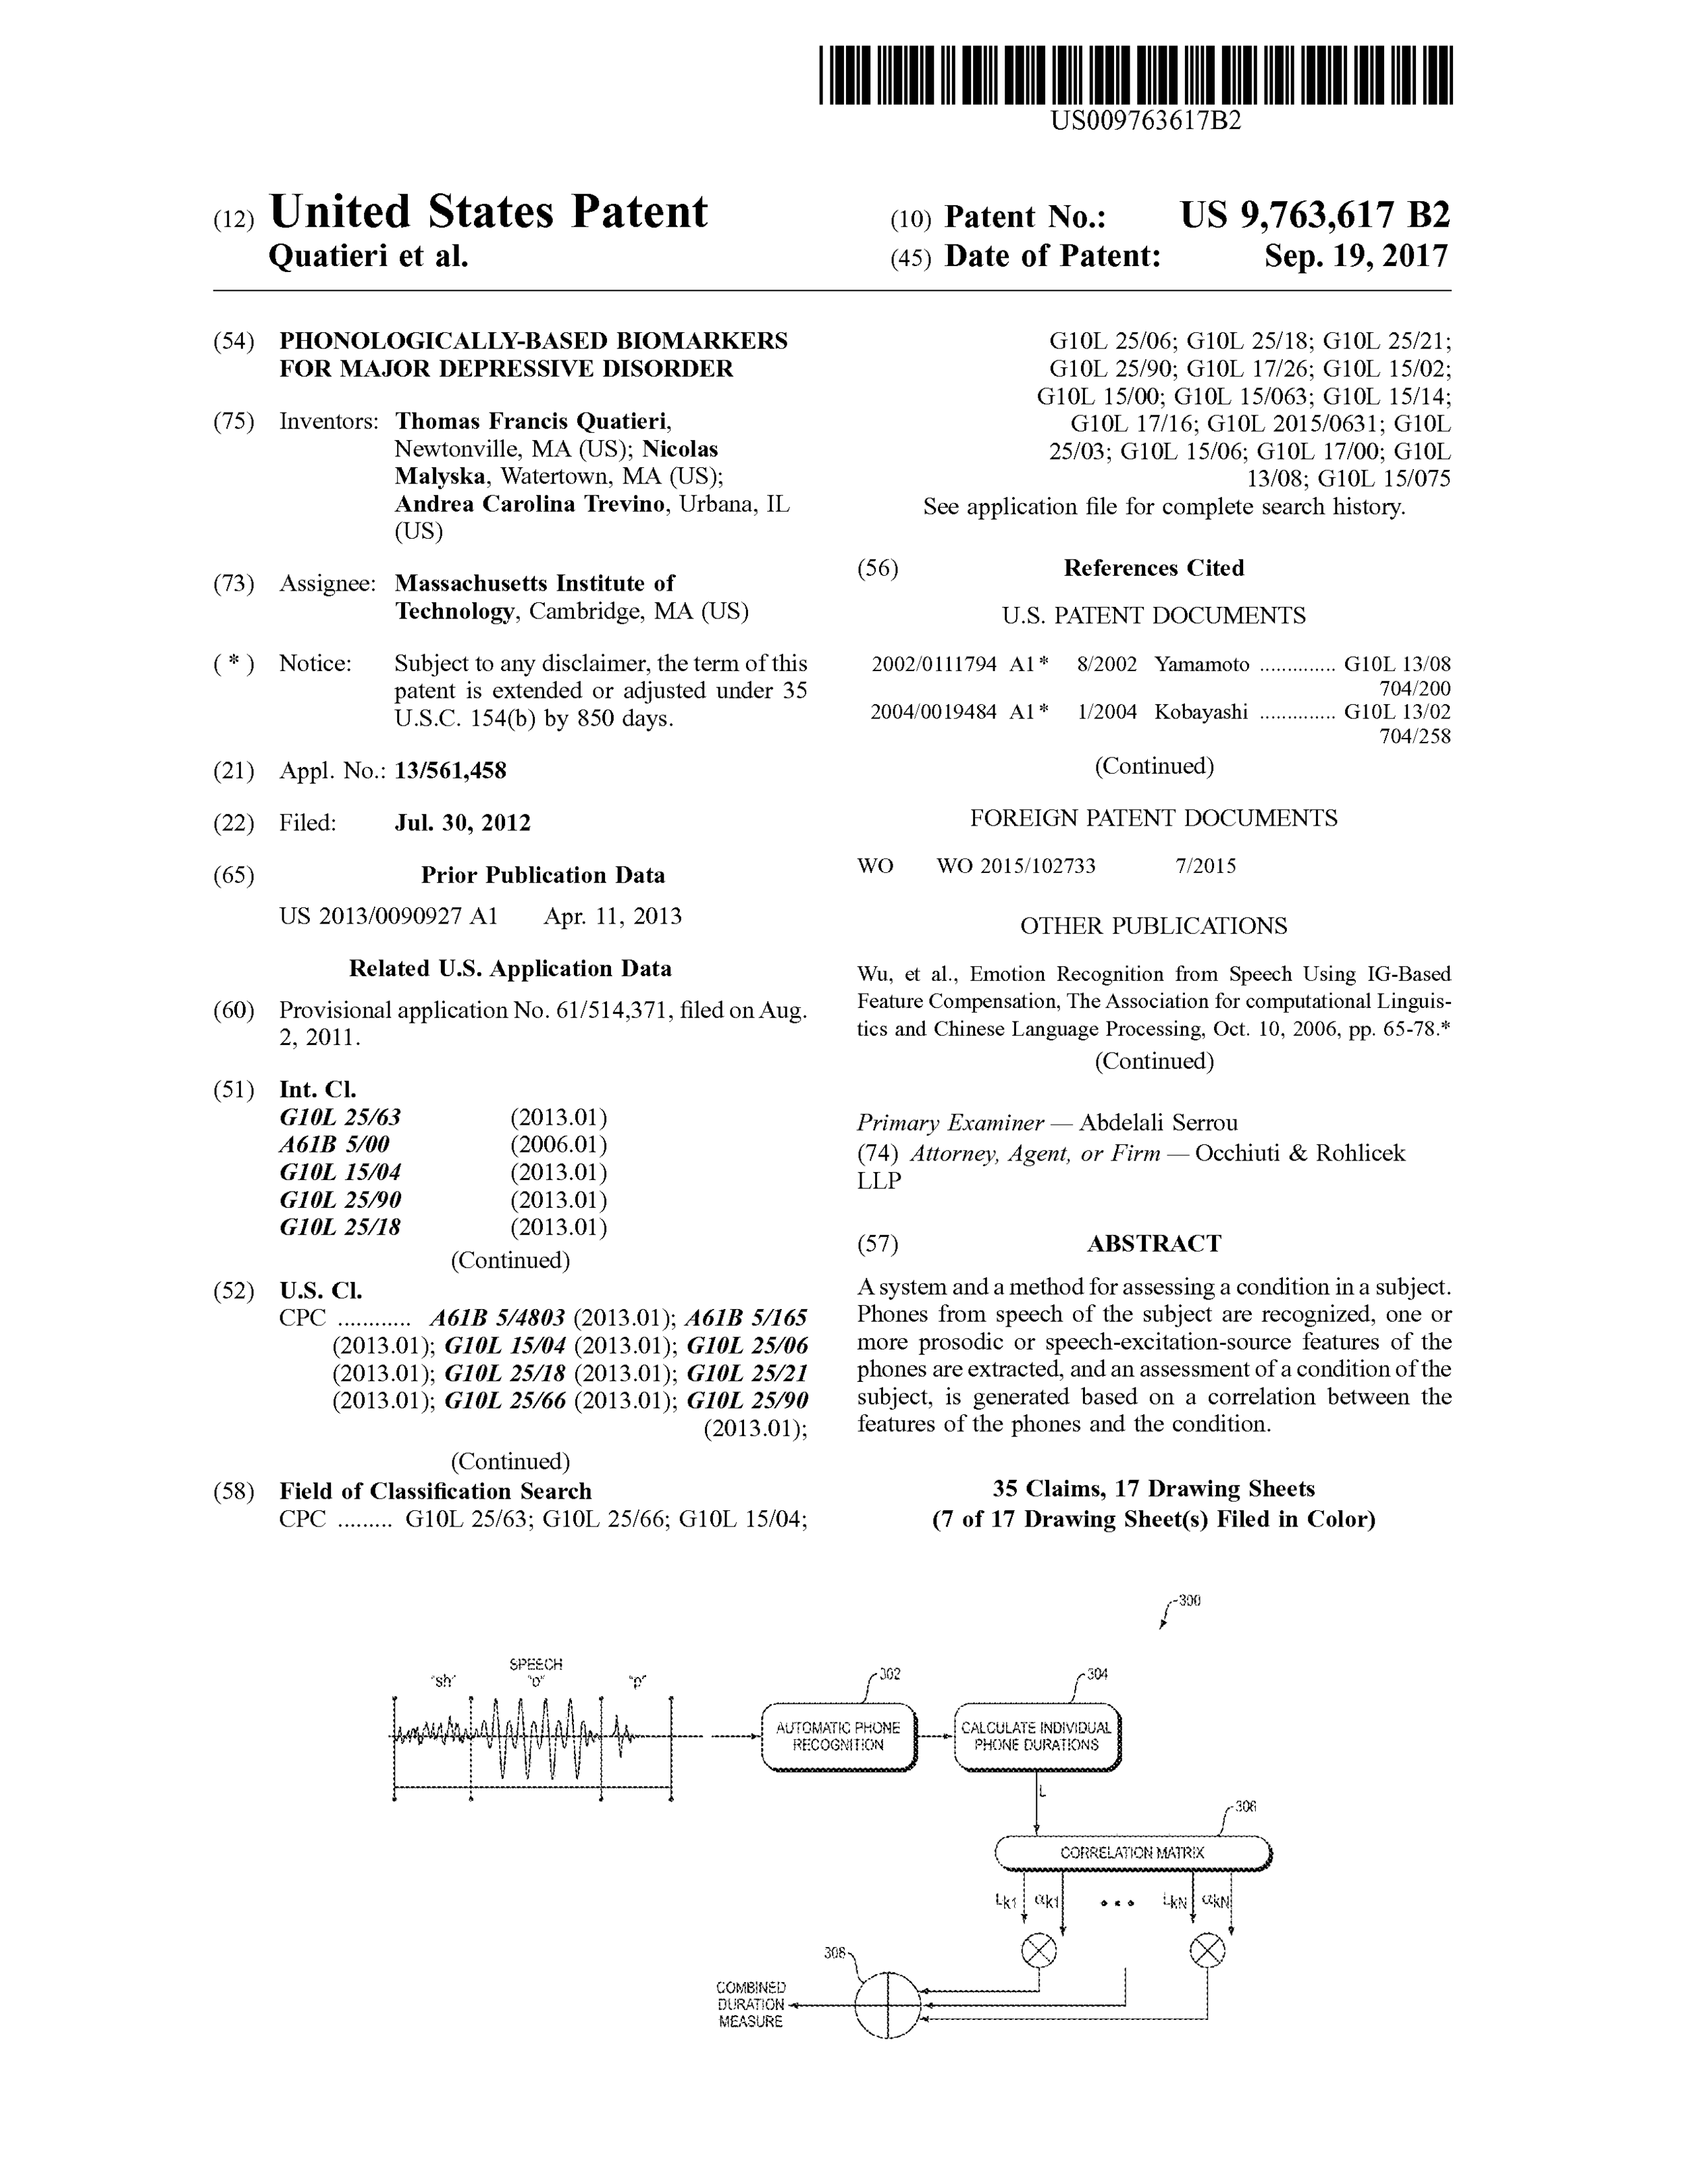 US009763617B2
(12) United States Patent
Quatieri et al.
(10) Patent No.: US 9,763,617 B2
(45) Date of Patent: Sep. 19, 2017
(54) PHONOLOGICALLY-BASED BIOMARKERS
FOR MAJOR DEPRESSIVE DISORDER
(75) Inventors: Thomas Francis Quatieri,
Newtonville, MA (US); Nicolas
Malyska, Watertown, MA (US);
Andrea Carolina Trevino, Urbana, IL
(US)
(73) Assignee: Massachusetts Institute of
Technology, Cambridge, MA (US)
( * ) Notice: Subject to any disclaimer, the term of this
patent is extended or adjusted under 35
U.S.C. 154(b) by 850 days.
(21) Appl. No.: 13/561,458
(22) Filed: Jul. 30, 2012
(65) Prior Publication Data
US 2013/0090927 A1 Apr. 11, 2013
Related U.S. Application Data
(60) Provisional application No. 61/514,371, filed on Aug.
2, 2011.
(51) Int. Cl.
G10L 25/63 (2013.01)
A61B 5/00 (2006.01)
G10L 15/04 (2013.01)
G10L 25/90 (2013.01)
G10L 25/18 (2013.01)
(Continued)
(52) U.S. Cl.
CPC ............ A61B 5/4803 (2013.01); A61B 5/165
(2013.01); G10L 15/04 (2013.01); G10L 25/06
(2013.01); G10L 25/18 (2013.01); G10L 25/21
(2013.01); G10L 25/66 (2013.01); G10L 25/90
(2013.01);
(Continued)
(58) Field of Classification Search
CPC ......... G10L 25/63; G10L 25/66; G10L 15/04;
G10L 25/06; G10L 25/18; G10L 25/21;
G10L 25/90; G10L 17/26; G10L 15/02;
G10L 15/00; G10L 15/063; G10L 15/14;
G10L 17/16; G10L 2015/0631; G10L
25/03; G10L 15/06; G10L 17/00; G10L
13/08; G10L 15/075
See application file for complete search history.
(56) References Cited
U.S. PATENT DOCUMENTS
2002/0111794 A1* 8/2002 Yamamoto .............. G10L 13/08
704/200
2004/0019484 A1* 1/2004 Kobayashi .............. G10L 13/02
704/258
(Continued)
FOREIGN PATENT DOCUMENTS
WO WO 2015/102733 7/2015
OTHER PUBLICATIONS
Wu, et al., Emotion Recognition from Speech Using IG-Based
Feature Compensation, The Association for computational Linguis-
tics and Chinese Language Processing, Oct. 10, 2006, pp. 65-78.*
(Continued)
Primary Examiner — Abdelali Serrou
(74) Attorney, Agent, or Firm — Occhiuti & Rohlicek
LLP
(57) ABSTRACT
A system and a method for assessing a condition in a subject.
Phones from speech of the subject are recognized, one or
more prosodic or speech-excitation-source features of the
phones are extracted, and an assessment of a condition of the
subject, is generated based on a correlation between the
features of the phones and the condition.
35 Claims, 17 Drawing Sheets
(7 of 17 Drawing Sheet(s) Filed in Color)
300
SPEECH
"sh" "o" "p"
302
AUTOMATIC PHONE
RECOGNITION
304
CALCULATE INDIVIDUAL
PHONE DURATIONS
L
306
CORRELATION MATRIX
Lk1 αk1 • • • LkN αkN
308
COMBINED
DURATION
MEASURE